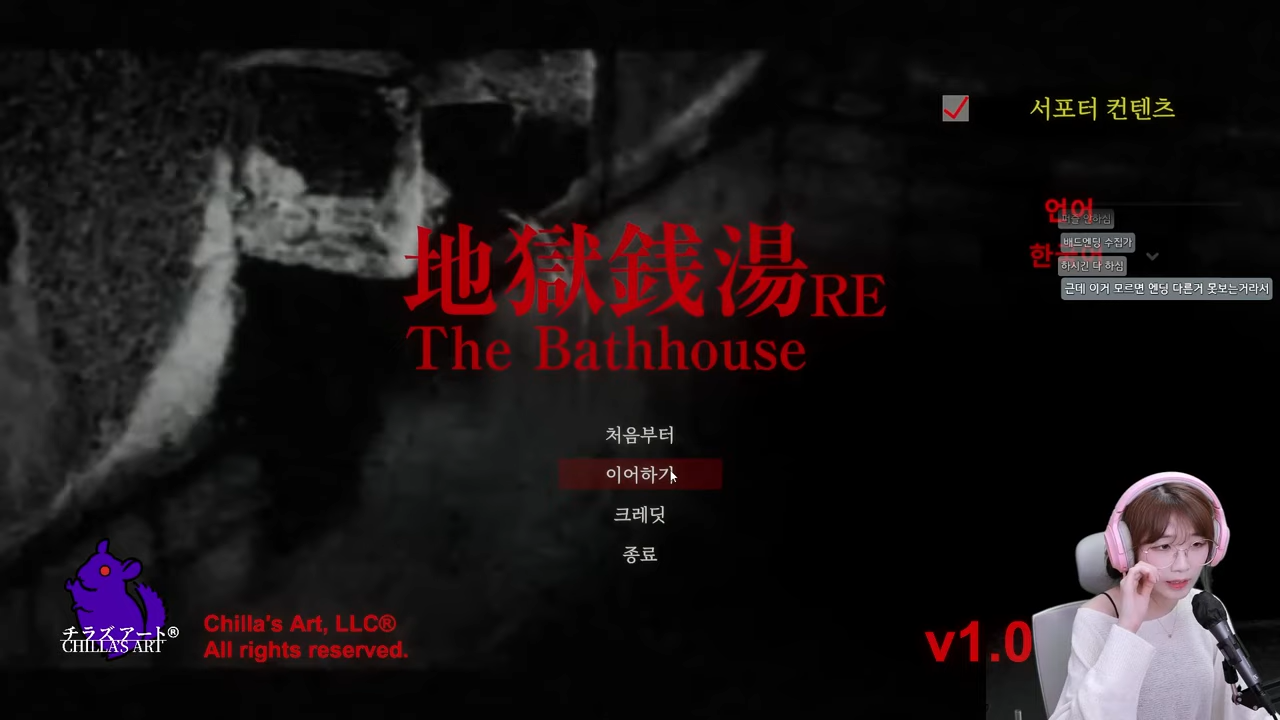 서포터 컨텐츠
언어
한국어
배드엔딩 수집가
하시긴 다 하심
근데 이거 모르면 엔딩 다른거 못보는거라서
地獄銭湯RE
The Bathhouse
처음부터
이어하기
크레딧
종료
チラズアート®
CHILLA'S ART
Chilla's Art, LLC®
All rights reserved.
v1.0